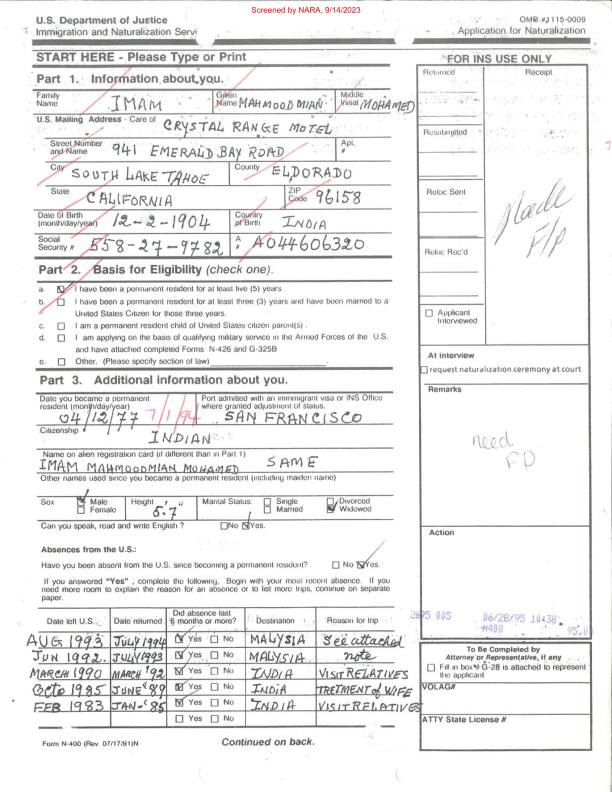 Screened by NARA, 9/14/2023
U.S. Department of Justice
Immigration and Naturalization Servi
OMB #1115-0009
Application for Naturalization
START HERE - Please Type or Print
FOR INS USE ONLY
Part 1. Information about you.
Returned
Receipt
Family Name IMAM
Given Name MAHMOOD MIAN
Middle Initial MOHAMED
U.S. Mailing Address - Care of CRYSTAL RANGE MOTEL
Street Number and Name 941 EMERALD BAY ROAD
Apt. #
Resubmitted
City SOUTH LAKE TAHOE
County ELDORADO
State CALIFORNIA
ZIP Code 96158
Reloc Sent
Made F/P
Date of Birth (month/day/year) 12-2-1904
Country of Birth INDIA
Social Security # 558-27-9782
A # A044606320
Reloc Rec'd
Part 2. Basis for Eligibility (check one).
a. I have been a permanent resident for at least five (5) years.
b. I have been a permanent resident for at least three (3) years and have been married to a
United States Citizen for those three years.
c. I am a permanent resident child of United States citizen parent(s).
d. I am applying on the basis of qualifying military service in the Armed Forces of the U.S.
and have attached completed Forms N-426 and G-325B
e. Other. (Please specify section of law)
Applicant Interviewed
At interview
request naturalization ceremony at court
Part 3. Additional information about you.
Remarks
Date you became a permanent resident (month/day/year) 04/12/77 7/1/94
Port admitted with an immigrant visa or INS Office where granted adjustment of status. SAN FRANCISCO
Citizenship INDIAN
Name on alien registration card (if different than in Part 1)
IMAM MAHMOODMIAN MOHAMED SAME
need FD
Other names used since you became a permanent resident (including maiden name)
Sex Male Female
Height 5'.7"
Marital Status: Single Married Divorced Widowed
Can you speak, read and write English ? No Yes.
Action
Absences from the U.S.:
Have you been absent from the U.S. since becoming a permanent resident? No Yes.
If you answered "Yes" , complete the following, Begin with your most recent absence. If you
need more room to explain the reason for an absence or to list more trips, continue on separate
paper.
Date left U.S. Date returned Did absence last 6 months or more? Destination Reason for trip
AUG 1993 JULY 1994 Yes No MALYSIA See attached
JUN 1992. JULY 1993 Yes No MALYSIA. note
MARCH 1990 MARCH '92 Yes No INDIA VISIT RELATIVES
Octo 1985 JUNE '89 Yes No INDIA TRETMENT of WIFE
FEB 1983 JAN-'85 Yes No INDIA VISIT RELATIVES
Yes No
2695 005 06/28/95 10:38
N400 95.00
To Be Completed by
Attorney or Representative, if any
Fill in box if G-28 is attached to represent
the applicant
VOLAG#
ATTY State License #
Form N-400 (Rev. 07/17/91)N
Continued on back.